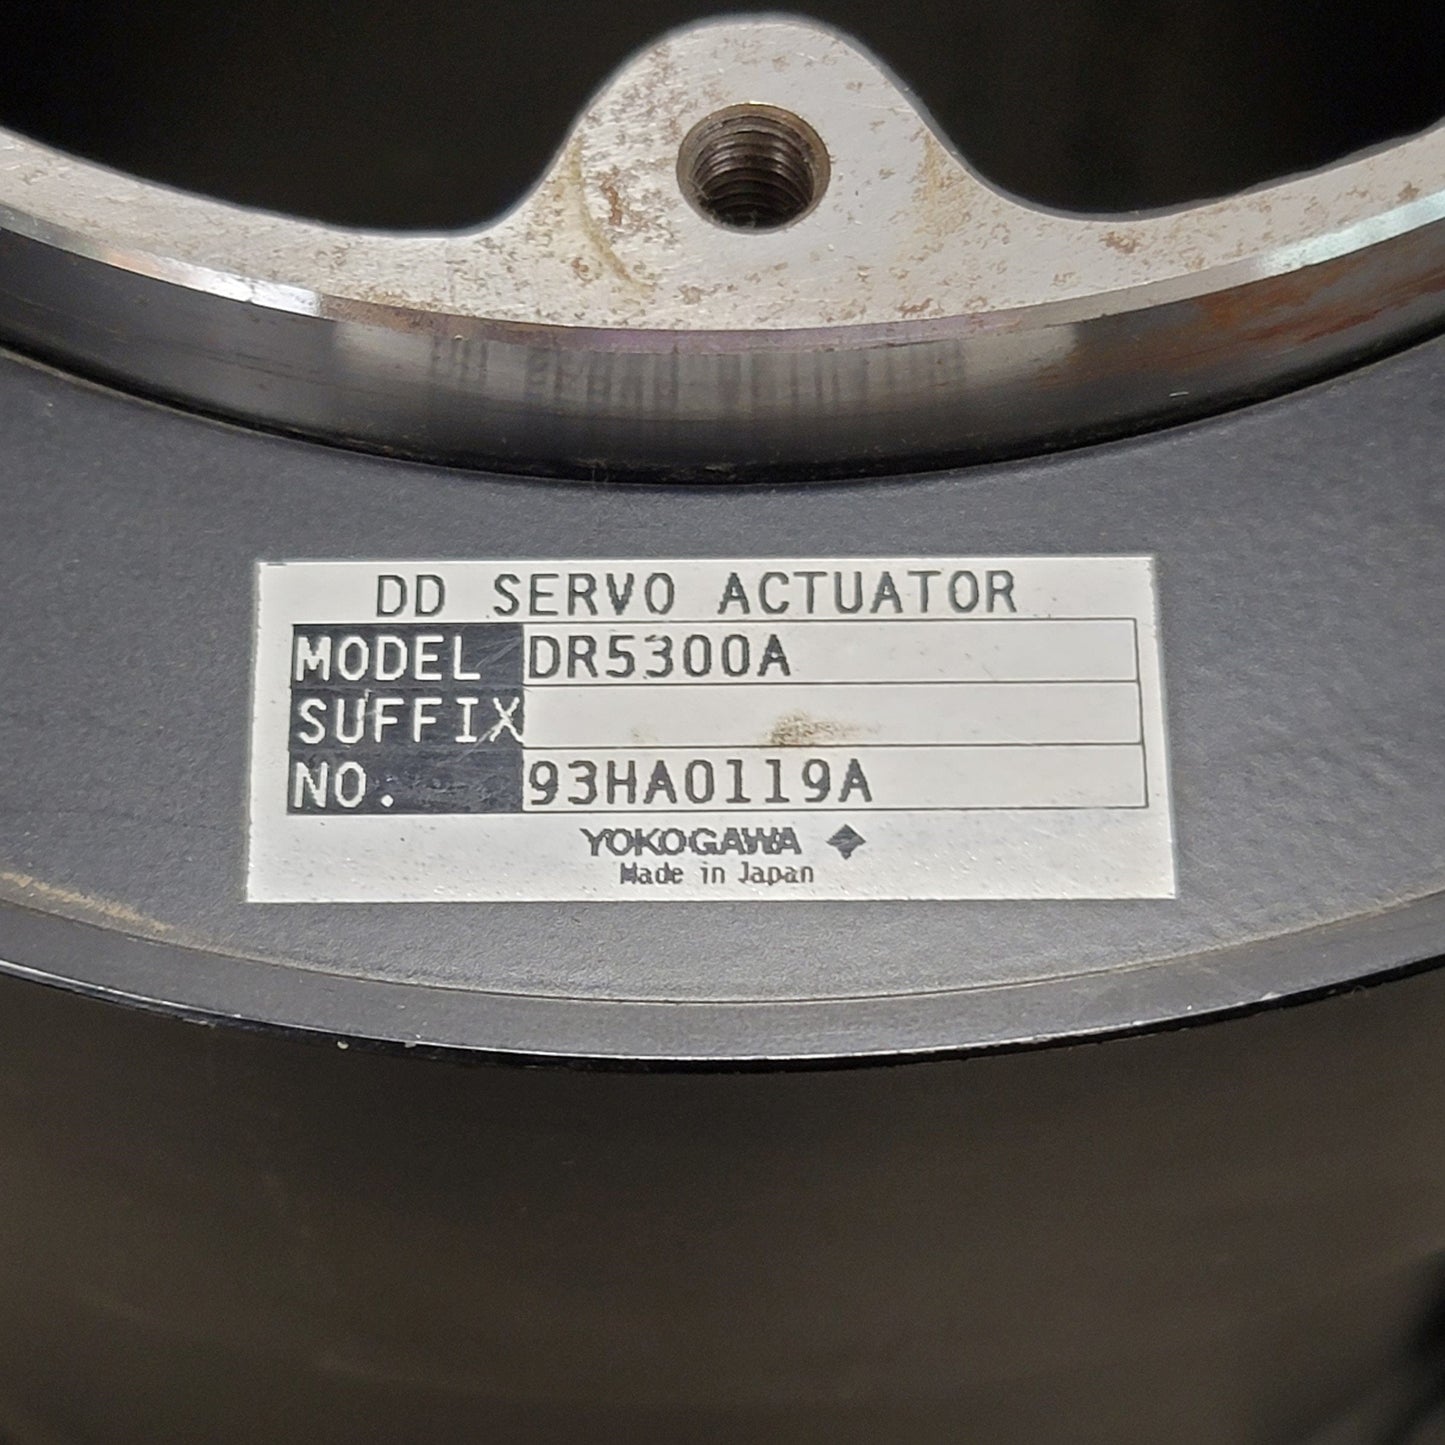 DD SERVO ACTUATOR
MODEL DR5300A
SUFFIX
NO. 93HA0119A
YOKOGAWA
Made in Japan